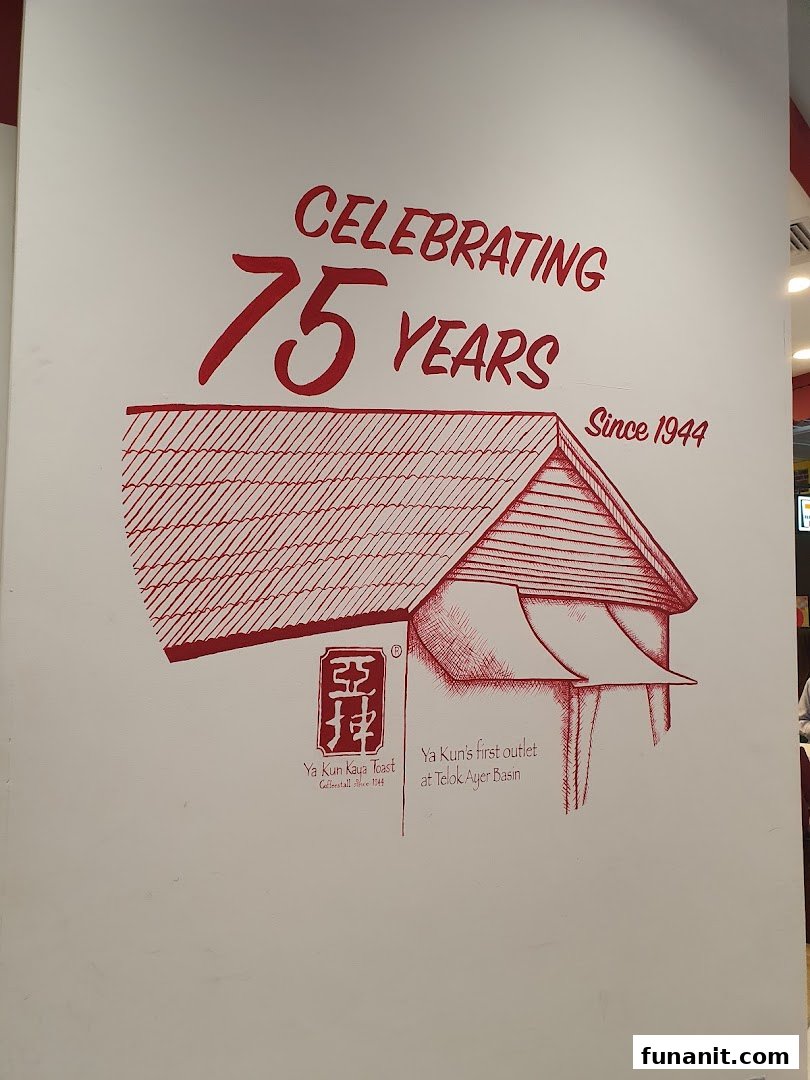 CELEBRATING
75 YEARS
Since 1944
亞坤
®
Ya Kun Kaya Toast
Coffeestall since 1944
Ya Kun's first outlet
at Telok Ayer Basin
funanit.com